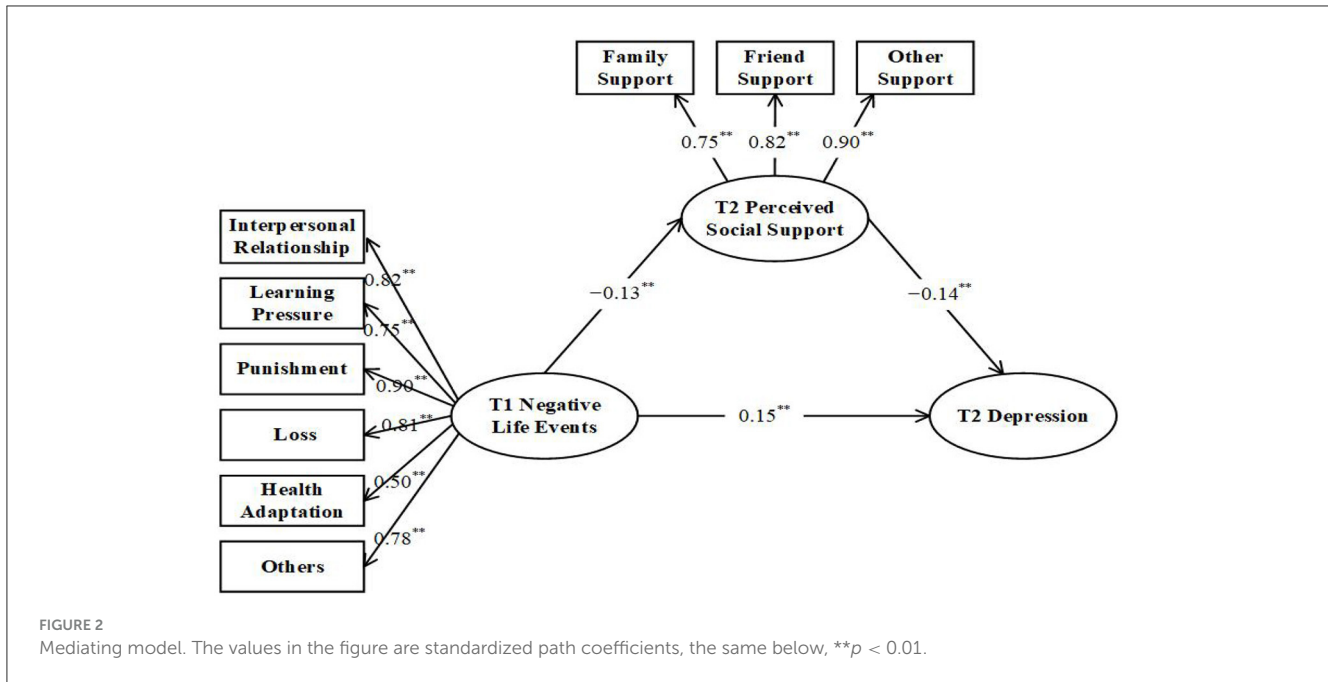 Family
Support
Friend
Support
Other
Support
0.75**
0.82**
0.90**
T2 Perceived
Social Support
Interpersonal
Relationship
0.82**
Learning
Pressure
0.75**
−0.13**
−0.14**
Punishment
0.90**
T1 Negative
Life Events
0.15**
T2 Depression
Loss
0.81**
Health
Adaptation
0.50**
Others
0.78**
FIGURE 2
Mediating model. The values in the figure are standardized path coefficients, the same below, **p < 0.01.